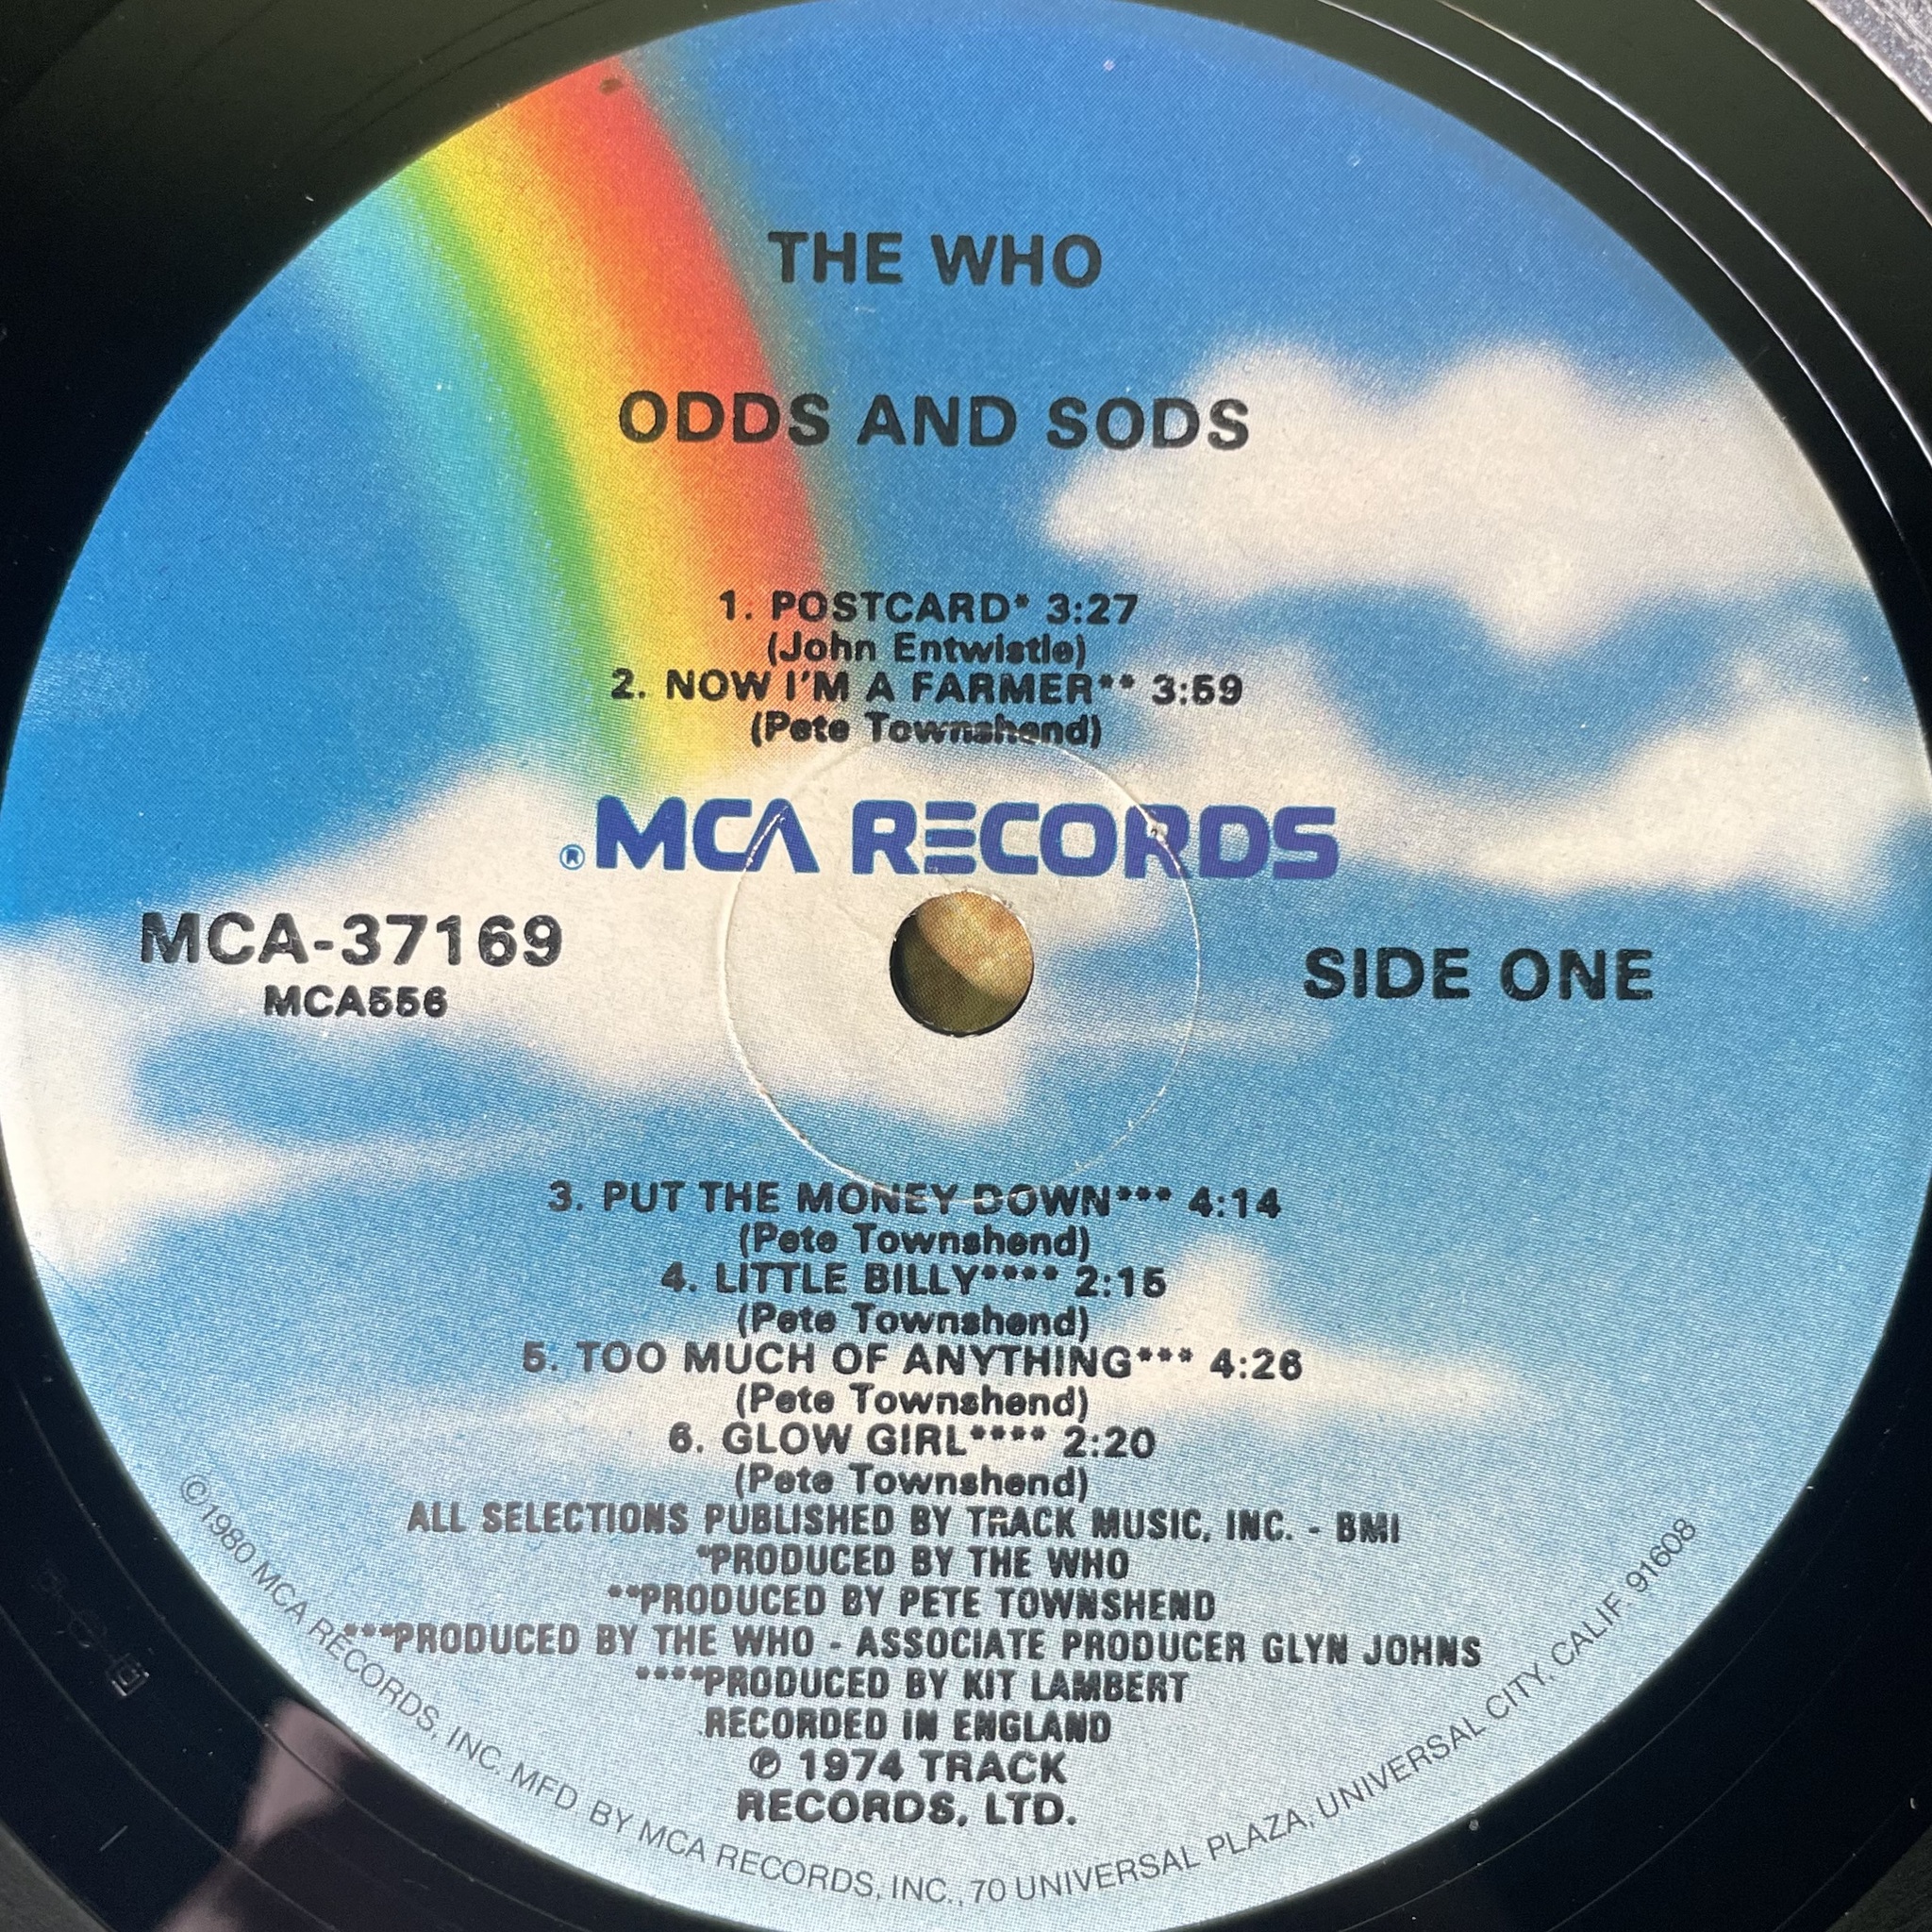 THE WHO
ODDS AND SODS
1. POSTCARD* 3:27
(John Entwistle)
2. NOW I'M A FARMER** 3:59
(Pete Townshend)
®MCA RECORDS
MCA-37169
MCA556
SIDE ONE
3. PUT THE MONEY DOWN*** 4:14
(Pete Townshend)
4. LITTLE BILLY**** 2:15
(Pete Townshend)
5. TOO MUCH OF ANYTHING*** 4:26
(Pete Townshend)
6. GLOW GIRL**** 2:20
(Pete Townshend)
ALL SELECTIONS PUBLISHED BY TRACK MUSIC, INC. - BMI
*PRODUCED BY THE WHO
**PRODUCED BY PETE TOWNSHEND
***PRODUCED BY THE WHO - ASSOCIATE PRODUCER GLYN JOHNS
****PRODUCED BY KIT LAMBERT
RECORDED IN ENGLAND
℗ 1974 TRACK
RECORDS, LTD.
©1980 MCA RECORDS, INC. MFD. BY MCA RECORDS, INC., 70 UNIVERSAL PLAZA, UNIVERSAL CITY, CALIF. 91608